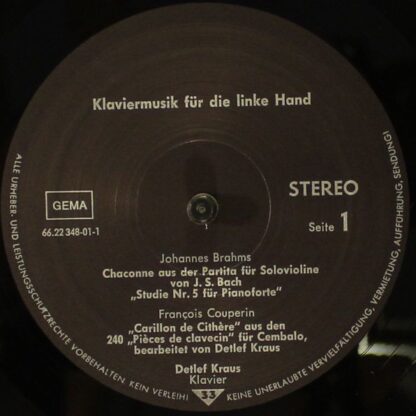 Klaviermusik für die linke Hand
GEMA
66.22 348-01-1
STEREO
Seite 1
Johannes Brahms
Chaconne aus der Partita für Solovioline
von J. S. Bach
„Studie Nr. 5 für Pianoforte“
François Couperin
„Carillon de Cithère“ aus den
240 „Pièces de clavecin“ für Cembalo,
bearbeitet von Detlef Kraus
Detlef Kraus
Klavier
33
ALLE URHEBER- UND LEISTUNGSSCHUTZRECHTE VORBEHALTEN KEIN VERLEIH! KEINE UNERLAUBTE VERVIELFÄLTIGUNG, VERMIETUNG, AUFFÜHRUNG, SENDUNG!